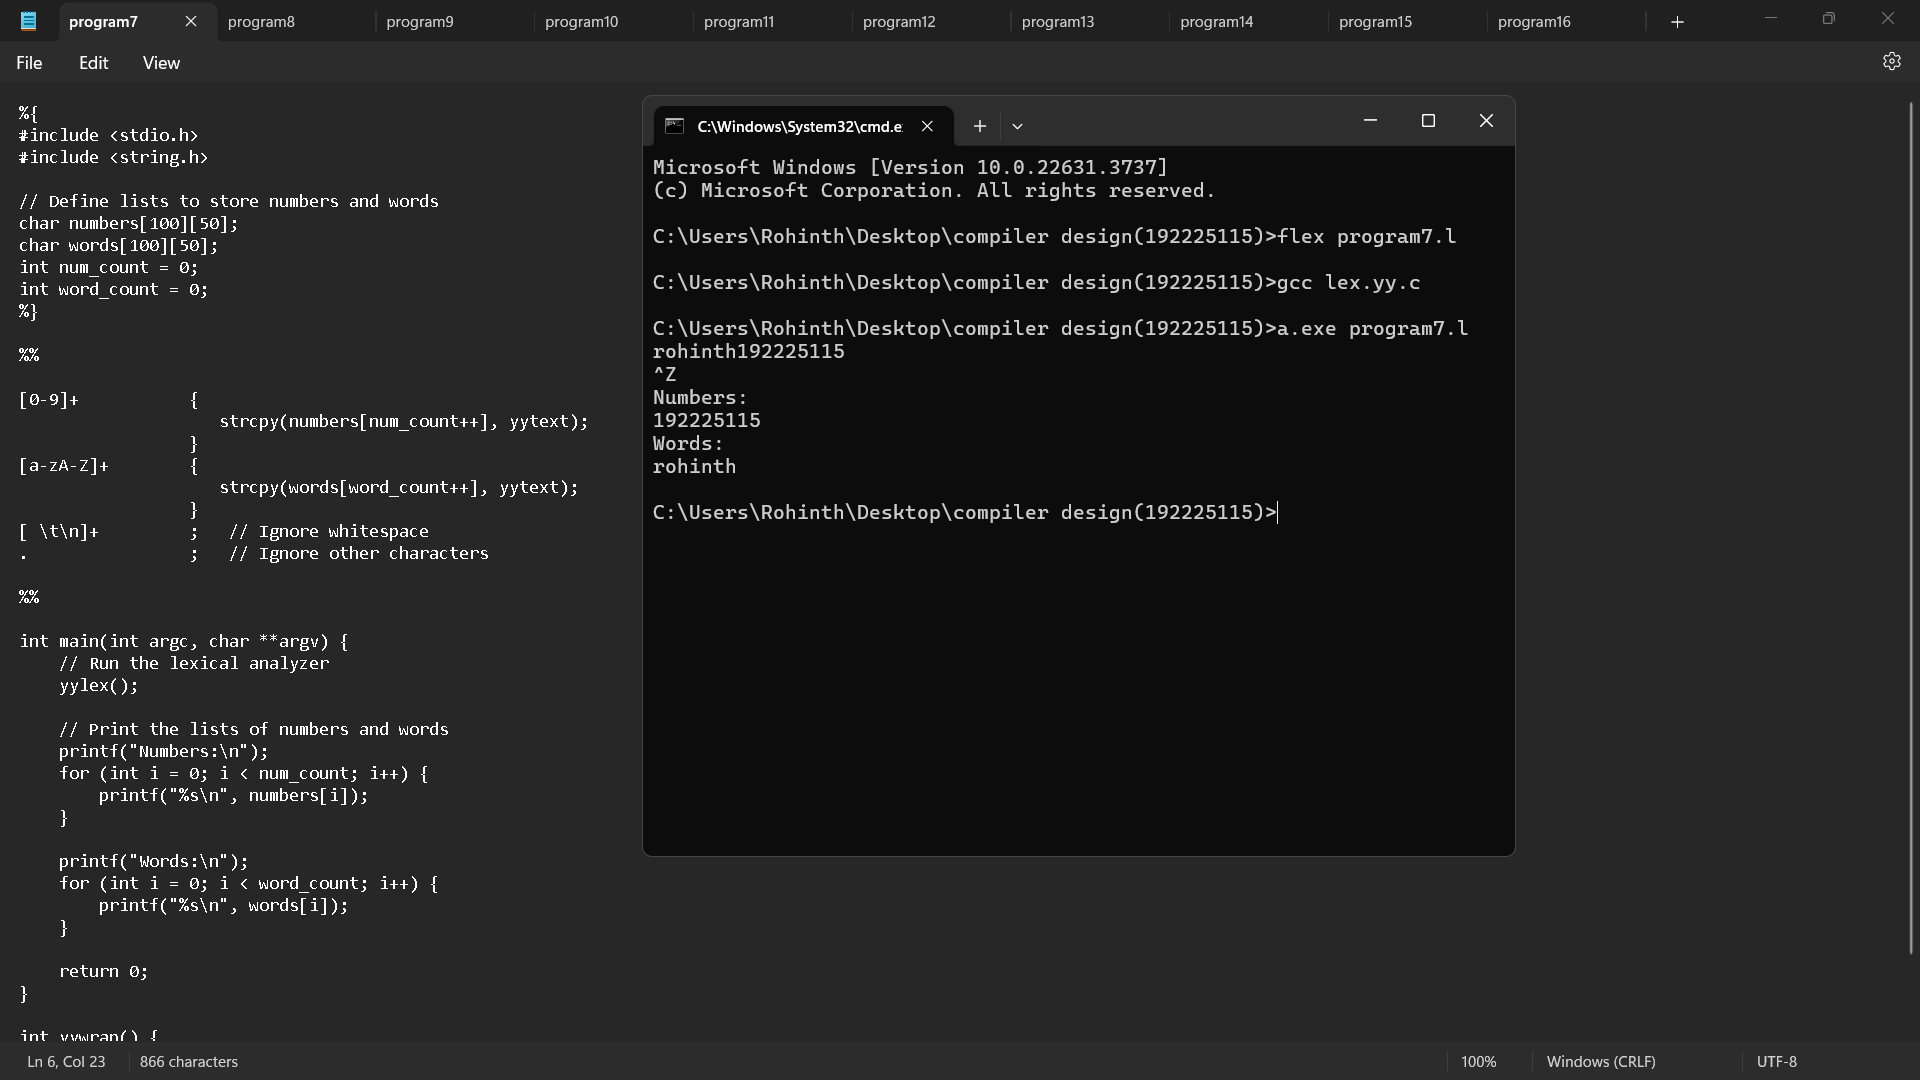 program7
program8
program9
program10
program11
program12
program13
program14
program15
program16
File Edit View
%{
#include <stdio.h>
#include <string.h>

// Define lists to store numbers and words
char numbers[100][50];
char words[100][50];
int num_count = 0;
int word_count = 0;
%}

%%

[0-9]+           {
                    strcpy(numbers[num_count++], yytext);
                 }
[a-zA-Z]+        {
                    strcpy(words[word_count++], yytext);
                 }
[ \t\n]+         ;   // Ignore whitespace
.                ;   // Ignore other characters

%%

int main(int argc, char **argv) {
    // Run the lexical analyzer
    yylex();

    // Print the lists of numbers and words
    printf("Numbers:\n");
    for (int i = 0; i < num_count; i++) {
        printf("%s\n", numbers[i]);
    }

    printf("Words:\n");
    for (int i = 0; i < word_count; i++) {
        printf("%s\n", words[i]);
    }

    return 0;
}

int yywrap() {
C:\Windows\System32\cmd.e
Microsoft Windows [Version 10.0.22631.3737]
(c) Microsoft Corporation. All rights reserved.

C:\Users\Rohinth\Desktop\compiler design(192225115)>flex program7.l

C:\Users\Rohinth\Desktop\compiler design(192225115)>gcc lex.yy.c

C:\Users\Rohinth\Desktop\compiler design(192225115)>a.exe program7.l
rohinth192225115
^Z
Numbers:
192225115
Words:
rohinth

C:\Users\Rohinth\Desktop\compiler design(192225115)>
Ln 6, Col 23
866 characters
100%
Windows (CRLF)
UTF-8